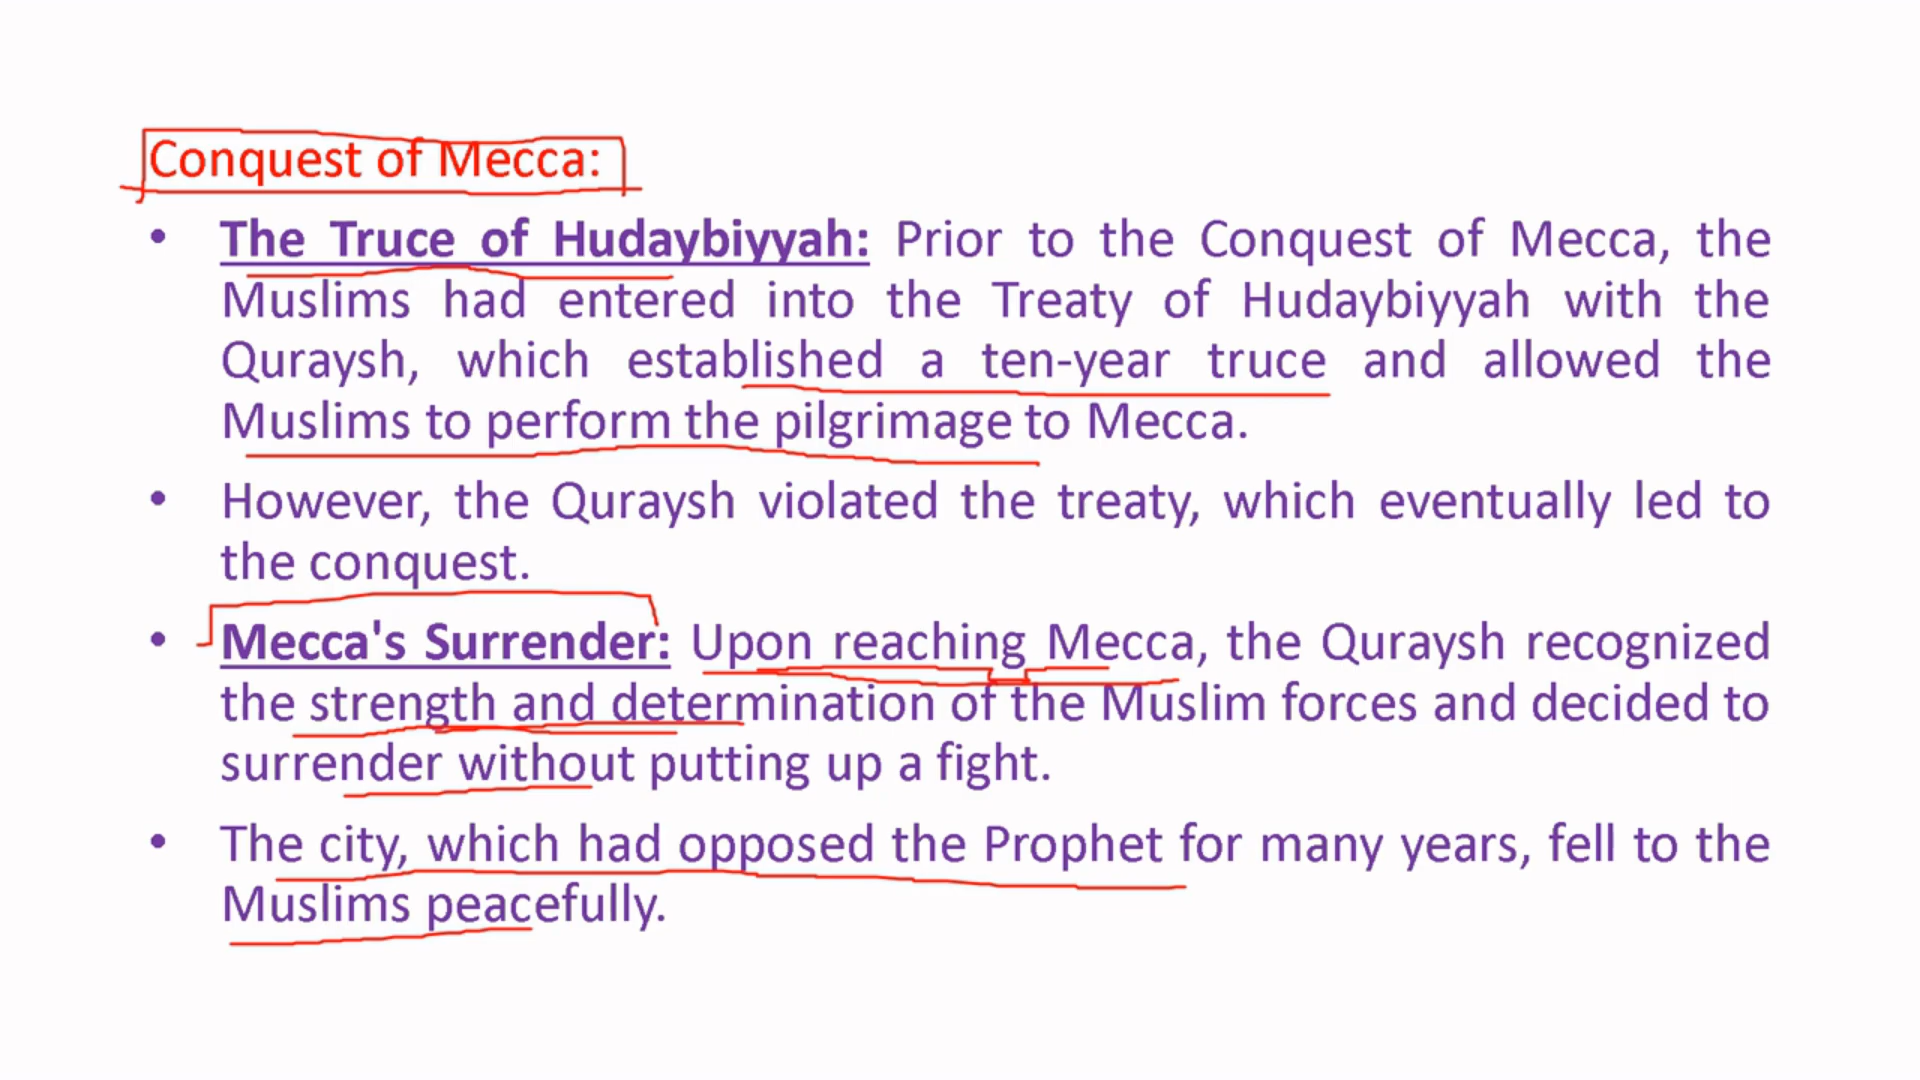 Conquest of Mecca:
• The Truce of Hudaybiyyah: Prior to the Conquest of Mecca, the
Muslims had entered into the Treaty of Hudaybiyyah with the
Quraysh, which established a ten-year truce and allowed the
Muslims to perform the pilgrimage to Mecca.
• However, the Quraysh violated the treaty, which eventually led to
the conquest.
• Mecca's Surrender: Upon reaching Mecca, the Quraysh recognized
the strength and determination of the Muslim forces and decided to
surrender without putting up a fight.
• The city, which had opposed the Prophet for many years, fell to the
Muslims peacefully.